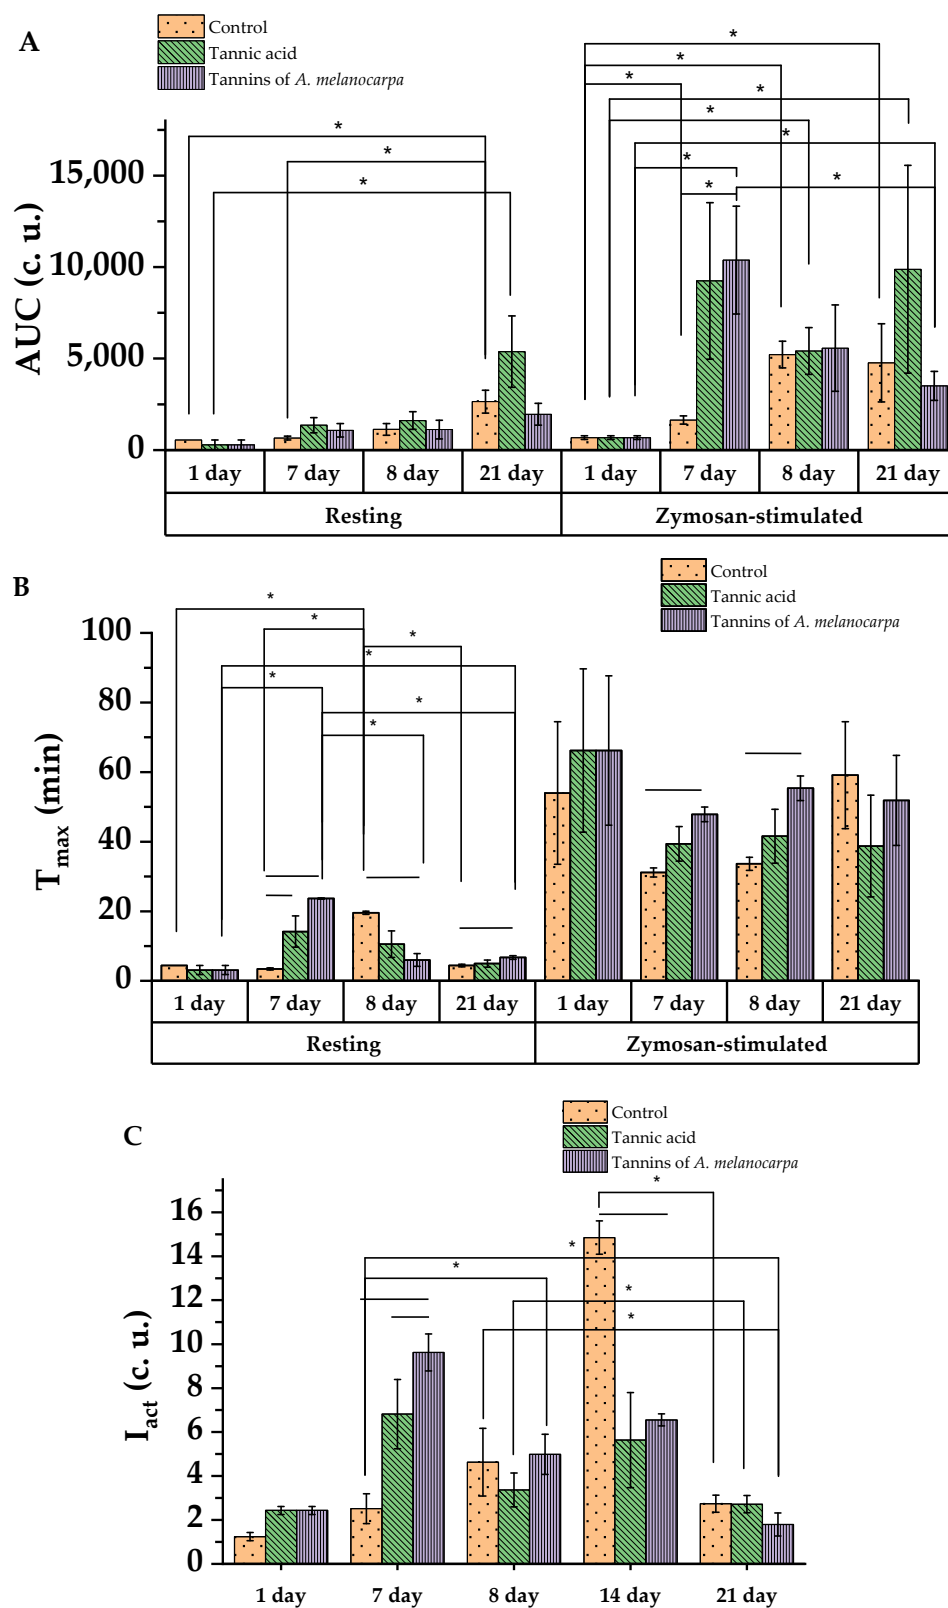 A
Control
Tannic acid
Tannins of A. melanocarpa
* * * * * * * * * * * *
AUC (c. u.)
15,000
10,000
5,000
0
1 day 7 day 8 day 21 day 1 day 7 day 8 day 21 day
Resting Zymosan-stimulated
B
Control
Tannic acid
Tannins of A. melanocarpa
* * * * * * *
Tmax (min)
100
80
60
40
20
0
1 day 7 day 8 day 21 day 1 day 7 day 8 day 21 day
Resting Zymosan-stimulated
C
Control
Tannic acid
Tannins of A. melanocarpa
* * * * *
Iact (c. u.)
16
14
12
10
8
6
4
2
0
1 day 7 day 8 day 14 day 21 day